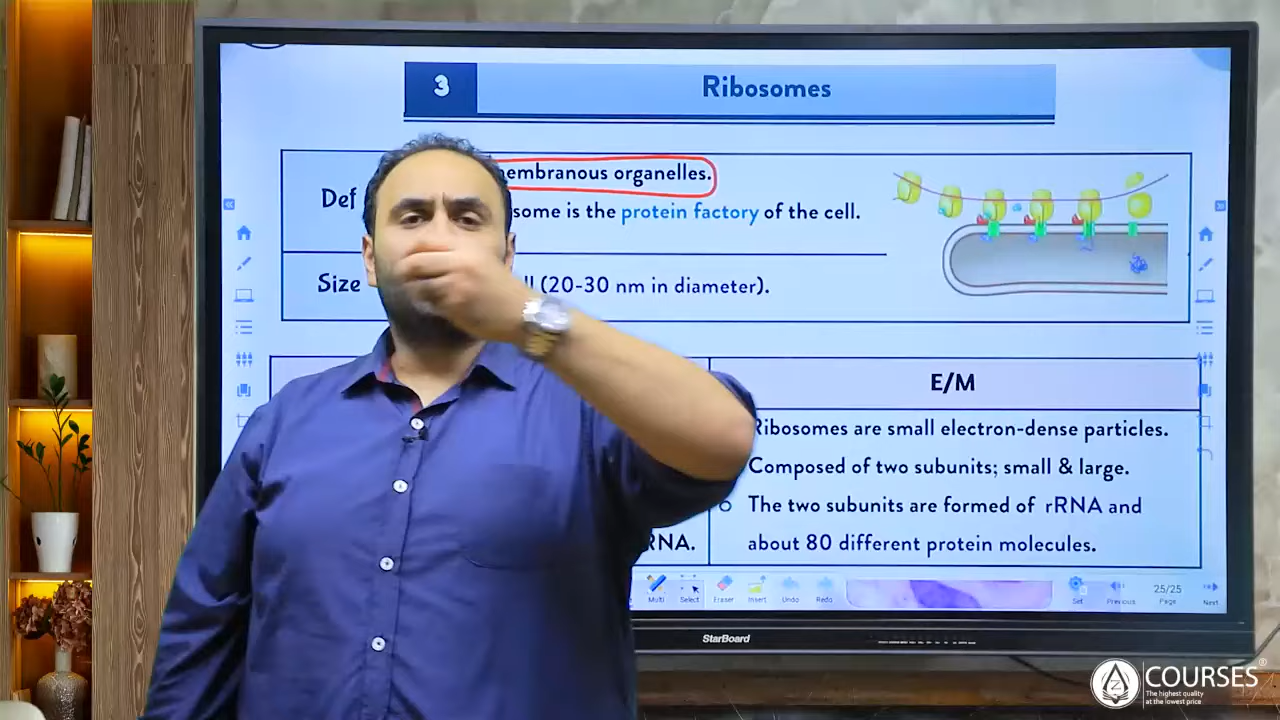 3
Ribosomes
Def
membranous organelles.
some is the protein factory of the cell.
Size
(20-30 nm in diameter).
E/M
Ribosomes are small electron-dense particles.
Composed of two subunits; small & large.
The two subunits are formed of rRNA and
about 80 different protein molecules.
RNA.
Multi
Select
Eraser
Insert
Undo
Redo
Set
Previous
25/25
Page
Next
StarBoard
COURSES®
The highest quality
at the lowest price